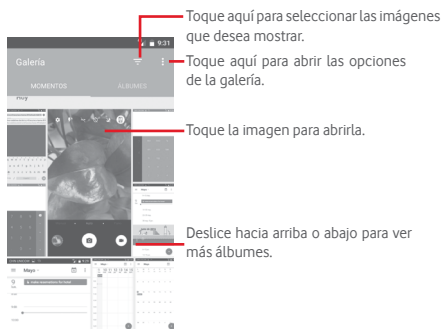 Toque aquí para seleccionar las imágenes
que desea mostrar.
9:31
Galería
Toque aquí para abrir las opciones
de la galería.
MOMENTOS
ÁLBUMES
Hoy
Toque la imagen para abrirla.
Deslice hacia arriba o abajo para ver
más álbumes.
Mayo